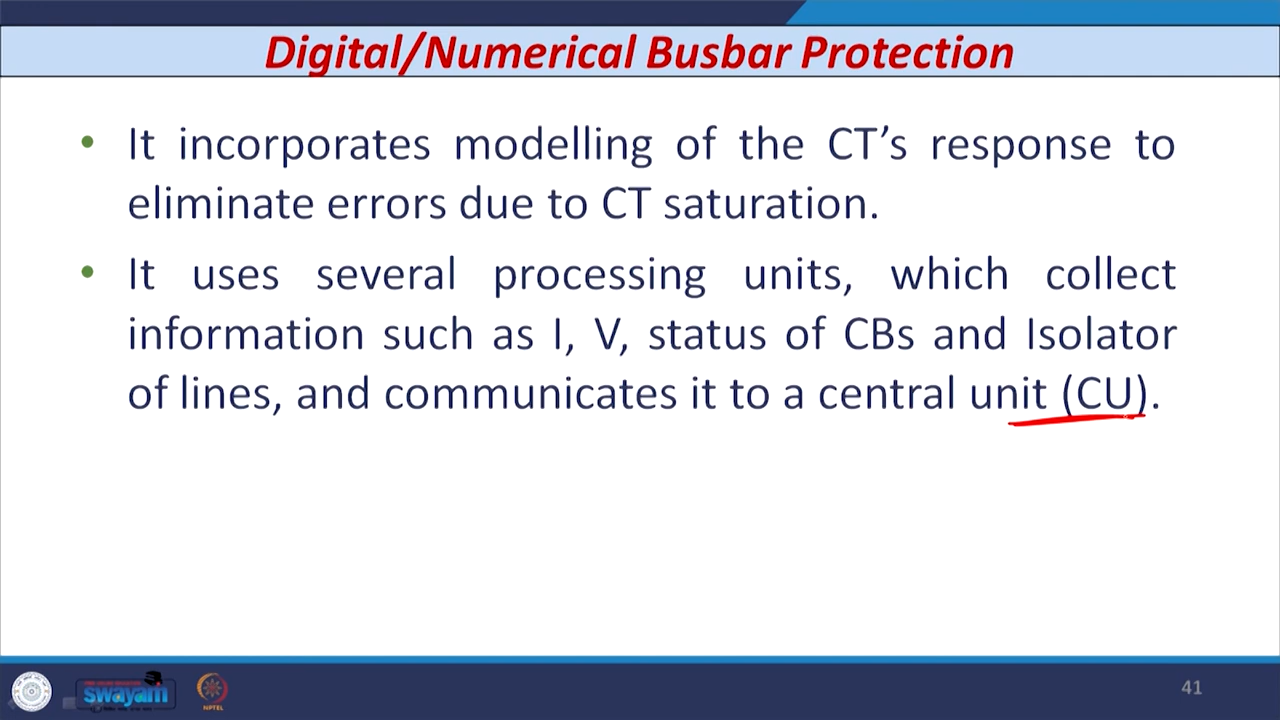 Digital/Numerical Busbar Protection
• It incorporates modelling of the CT’s response to
eliminate errors due to CT saturation.
• It uses several processing units, which collect
information such as I, V, status of CBs and Isolator
of lines, and communicates it to a central unit (CU).
swayam
NPTEL
41